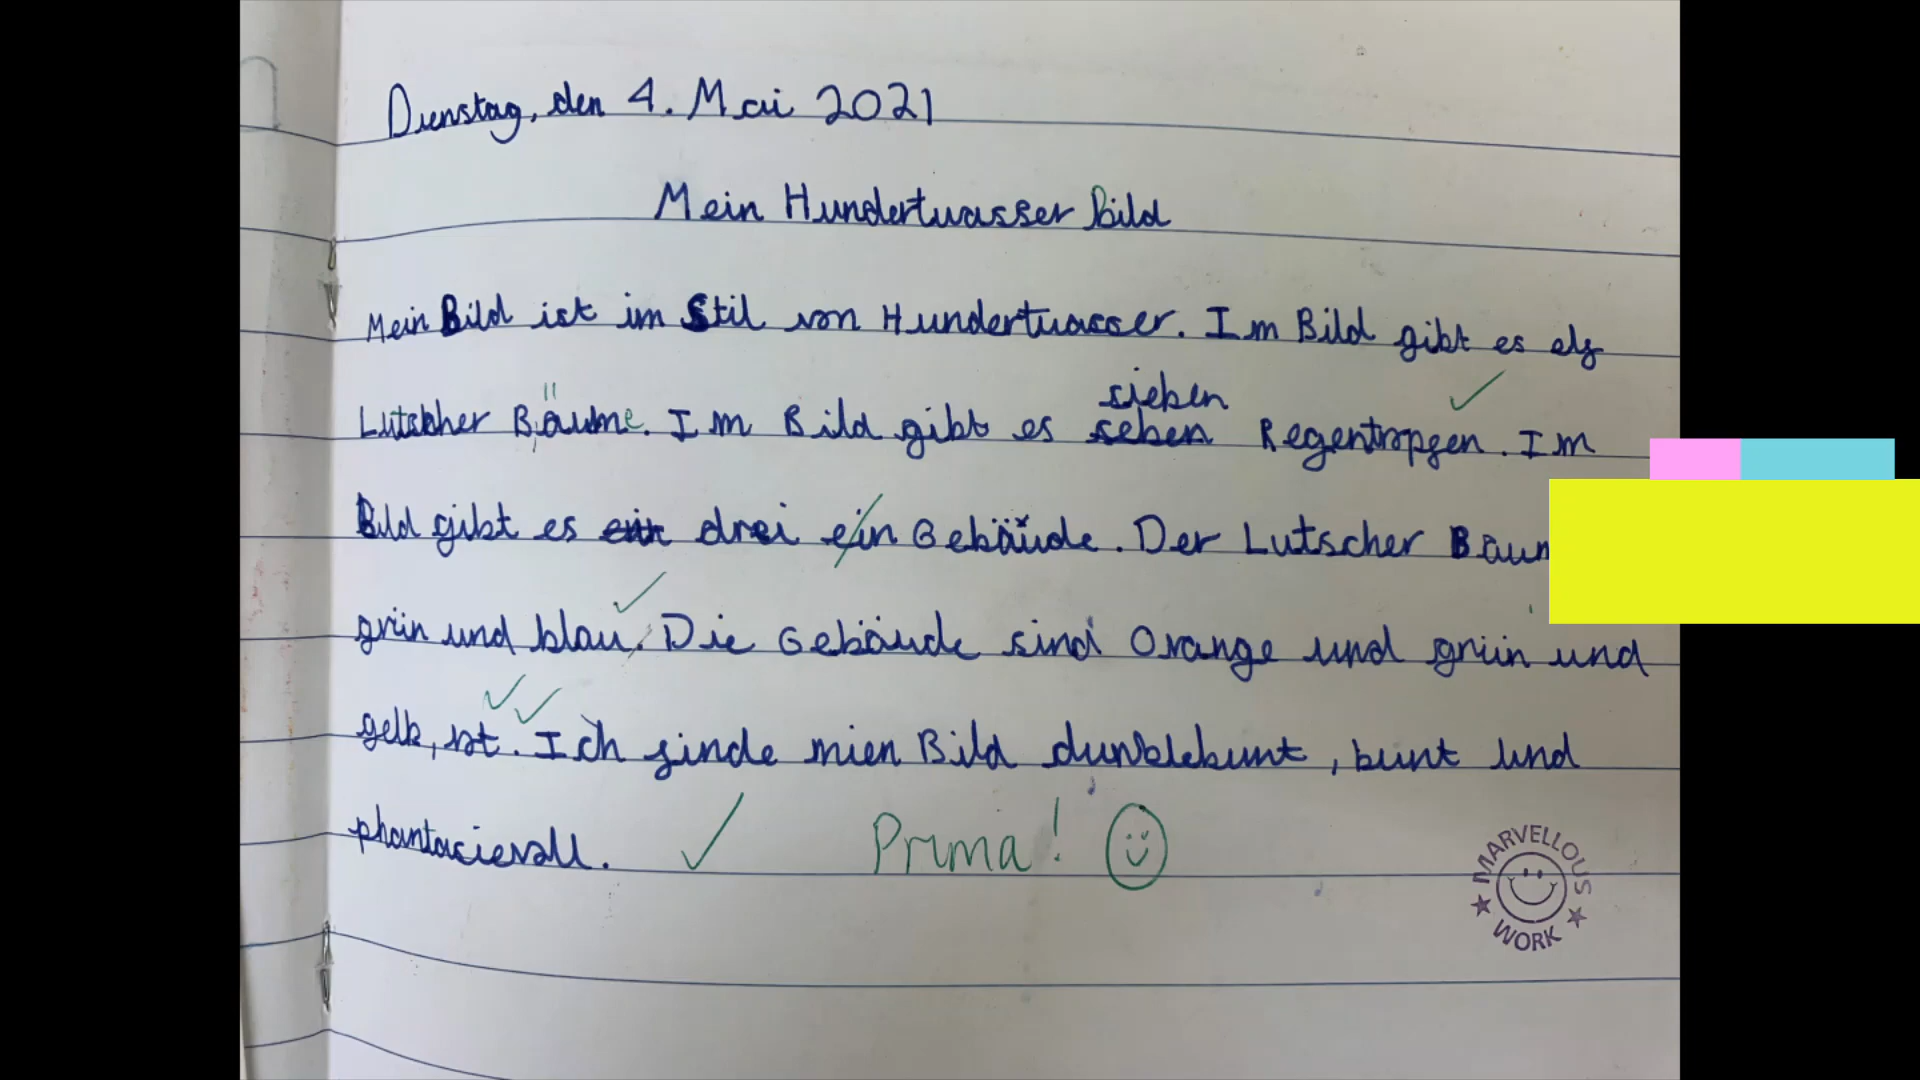 Dienstag, den 4. Mai 2021
Mein Hundertwasser Bild
Mein Bild ist im Stil von Hundertwasser. Im Bild gibt es elf
Lutscher Bäume. Im Bild gibt es seben Regentropfen. Im
sieben
Bild gibt es drei ein Gebäude. Der Lutscher
grün und blau. Die Gebäude sind Orange und grün und
gelb, ist. Ich finde mien Bild dunklebunt, bunt und
phantasievoll.
Prima!
MARVELLOUS
WORK